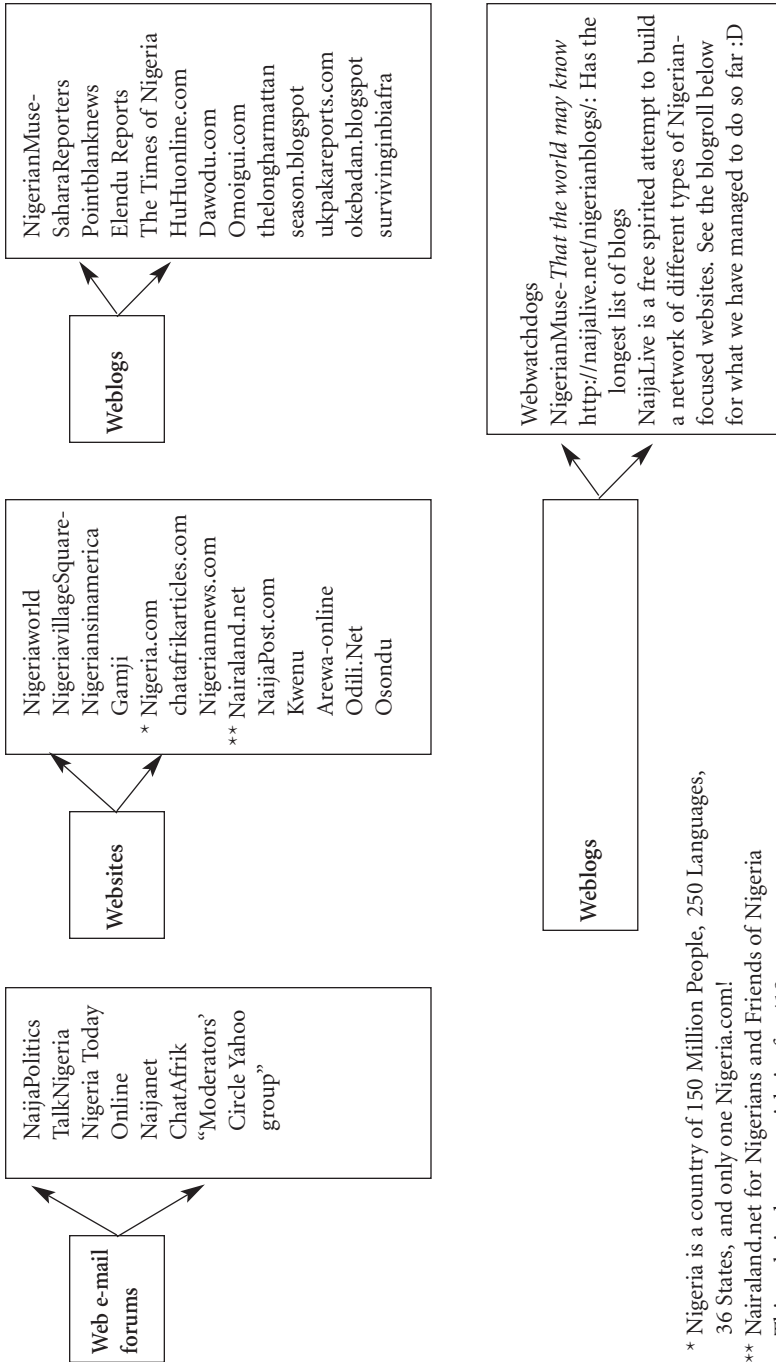 Web e-mail
forums
NaijaPolitics
TalkNigeria
Nigeria Today
Online
Naijanet
ChatAfrik
“Moderators’
Circle Yahoo
group”
Websites
Nigeriaworld
NigeriavillageSquare-
Nigeriansinamerica
Gamji
* Nigeria.com
chatafrikarticles.com
Nigeriannews.com
** Nairaland.net
NaijaPost.com
Kwenu
Arewa-online
Odili.Net
Osondu
Weblogs
NigerianMuse-
SaharaReporters
Pointblanknews
Elendu Reports
The Times of Nigeria
HuHuonline.com
Dawodu.com
Omoigui.com
thelongharmattan
season.blogspot
ukpakareports.com
okebadan.blogspot
survivinginbiafra
Weblogs
Webwatchdogs
NigerianMuse-That the world may know
http://naijalive.net/nigerianblogs/: Has the
longest list of blogs
NaijaLive is a free spirited attempt to build
a network of different types of Nigerian-
focused websites. See the blogroll below
for what we have managed to do so far :D
* Nigeria is a country of 150 Million People, 250 Languages,
36 States, and only one Nigeria.com!
** Nairaland.net for Nigerians and Friends of Nigeria